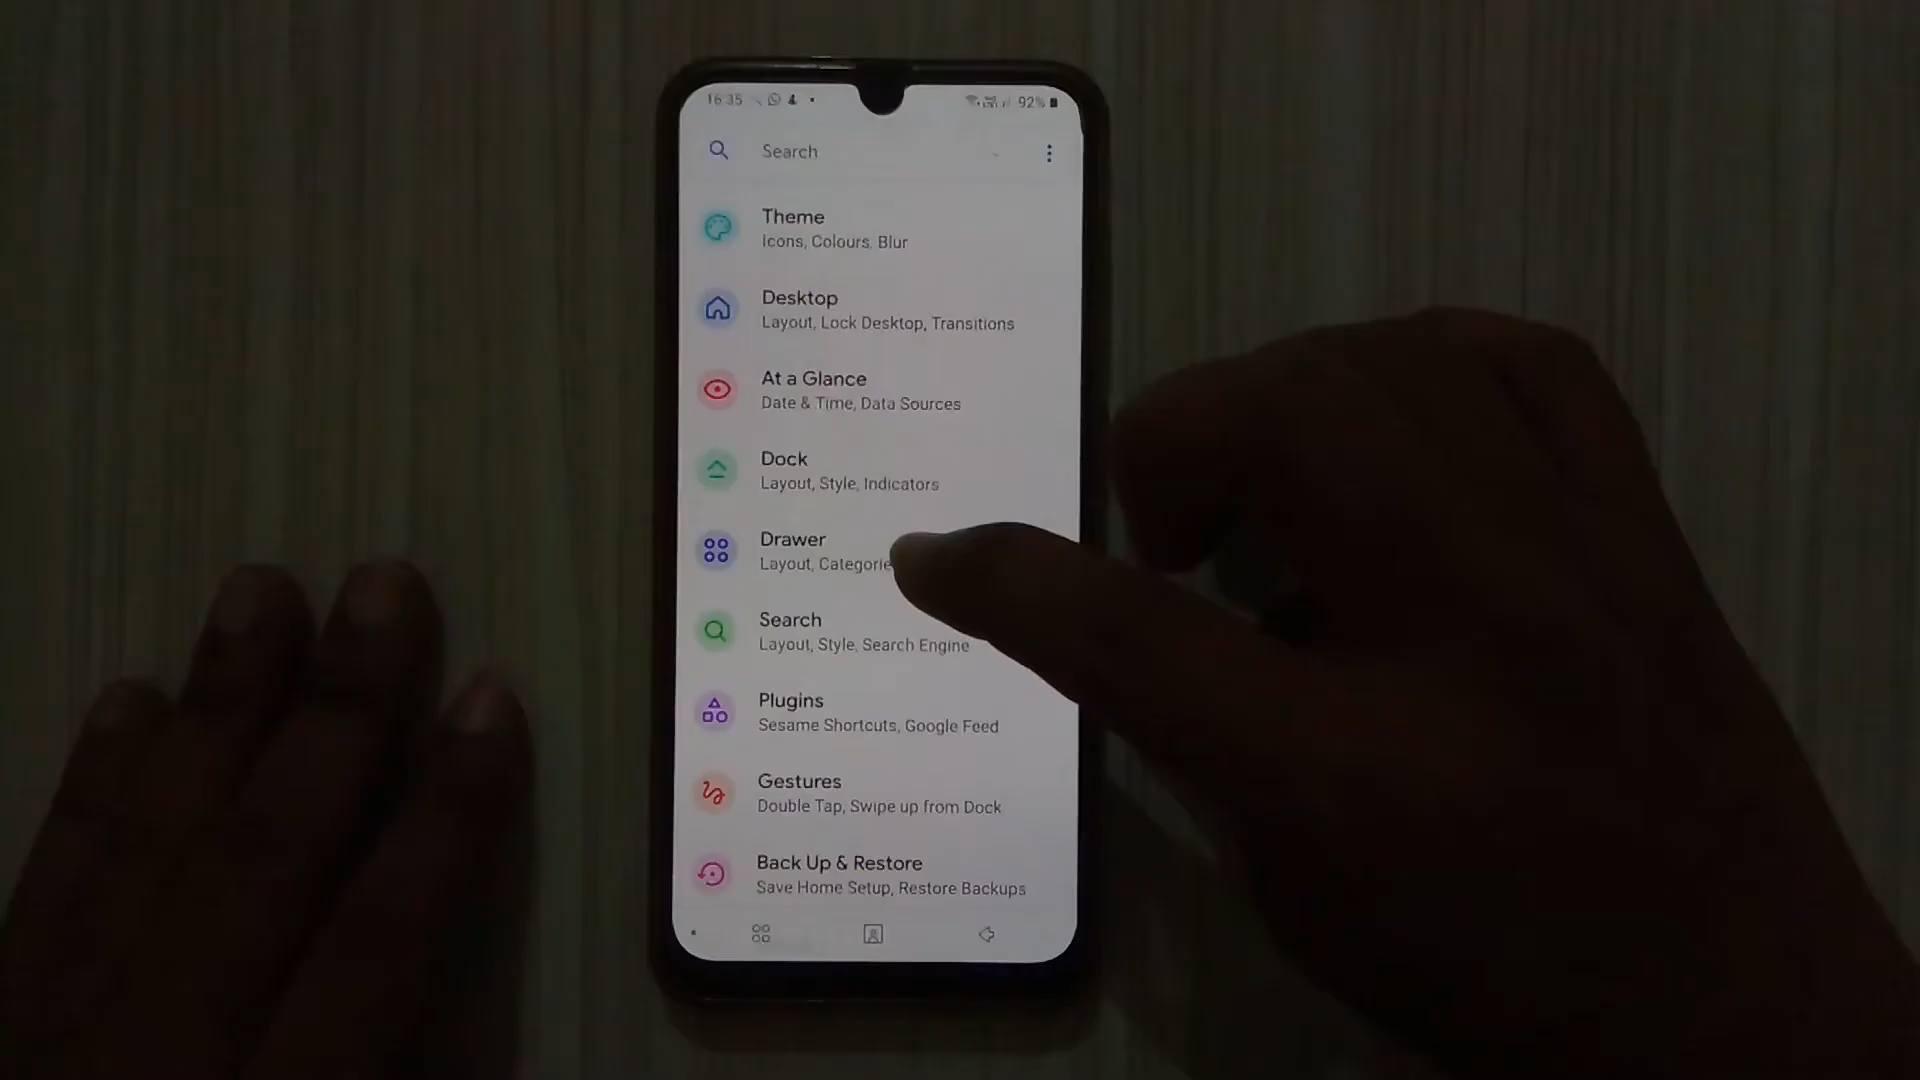 16:35
92%
Search
Theme
Icons, Colours, Blur
Desktop
Layout, Lock Desktop, Transitions
At a Glance
Date & Time, Data Sources
Dock
Layout, Style, Indicators
Drawer
Layout,
Search
Layout, Style, Search Engine
Plugins
Sesame Shortcuts, Google Feed
Gestures
Double Tap, Swipe up from Dock
Back Up & Restore
Save Home Setup, Restore Backups